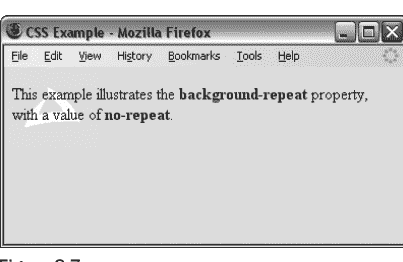 CSS Example - Mozilla Firefox
File Edit View History Bookmarks Tools Help
This example illustrates the background-repeat property,
with a value of no-repeat.